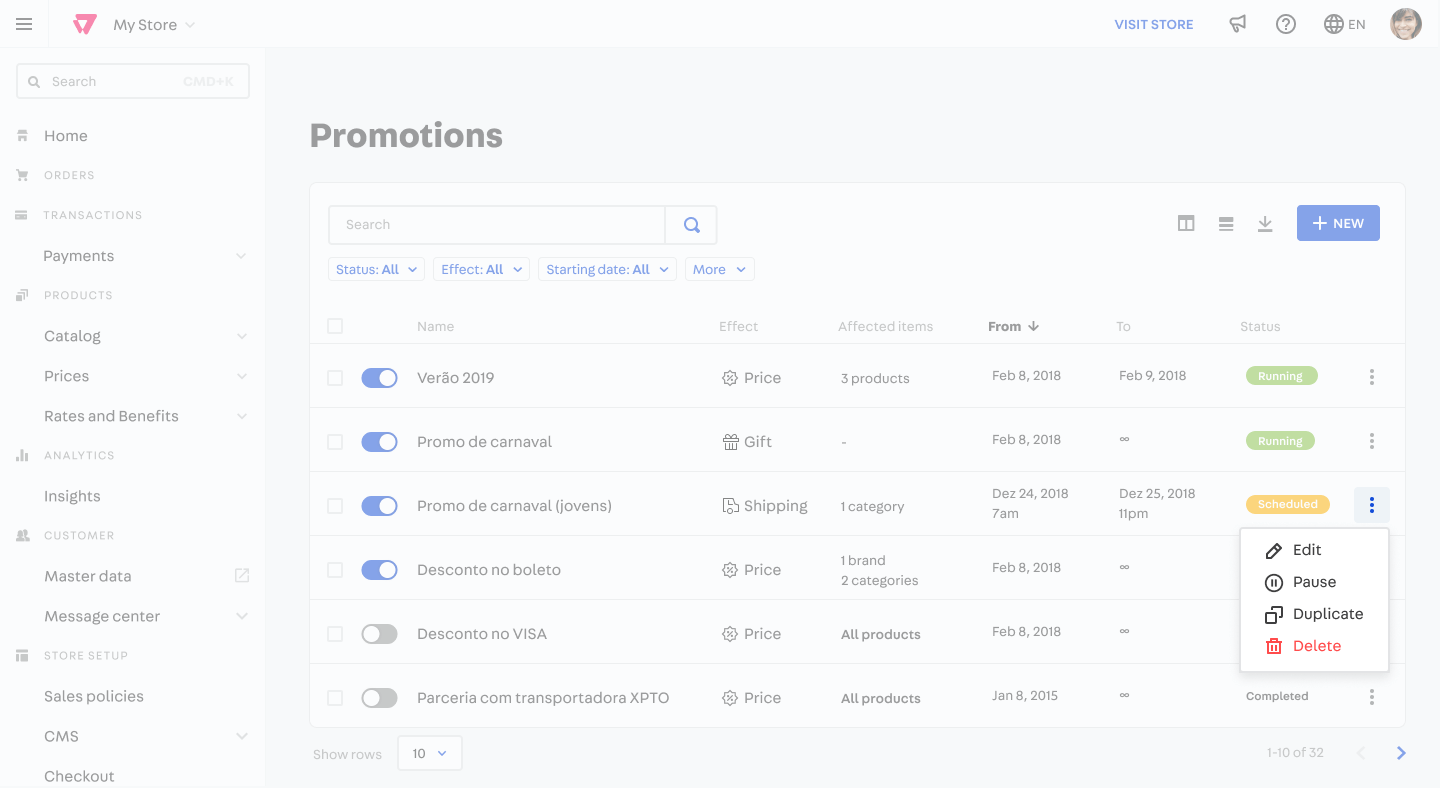 My Store
VISIT STORE
EN
Search CMD+K
Home
ORDERS
TRANSACTIONS
Payments
PRODUCTS
Catalog
Prices
Rates and Benefits
ANALYTICS
Insights
CUSTOMER
Master data
Message center
STORE SETUP
Sales policies
CMS
Checkout
Promotions
Search
NEW
Status: All Effect: All Starting date: All More
Name Effect Affected items From To Status
Verão 2019 Price 3 products Feb 8, 2018 Feb 9, 2018 Running
Promo de carnaval Gift - Feb 8, 2018 ∞ Running
Promo de carnaval (jovens) Shipping 1 category Dez 24, 2018 Dez 25, 2018 Scheduled
7am 11pm
Desconto no boleto Price 1 brand Feb 8, 2018 ∞
2 categories
Desconto no VISA Price All products Feb 8, 2018 ∞
Parceria com transportadora XPTO Price All products Jan 8, 2015 ∞ Completed
Edit
Pause
Duplicate
Delete
Show rows 10 1-10 of 32